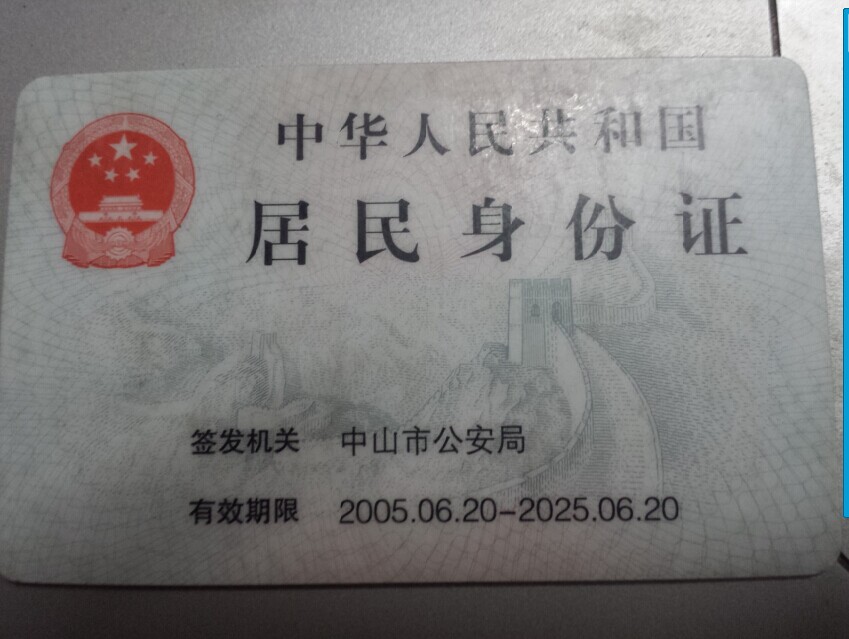 中华人民共和国
居民身份证
签发机关 中山市公安局
有效期限 2005.06.20-2025.06.20